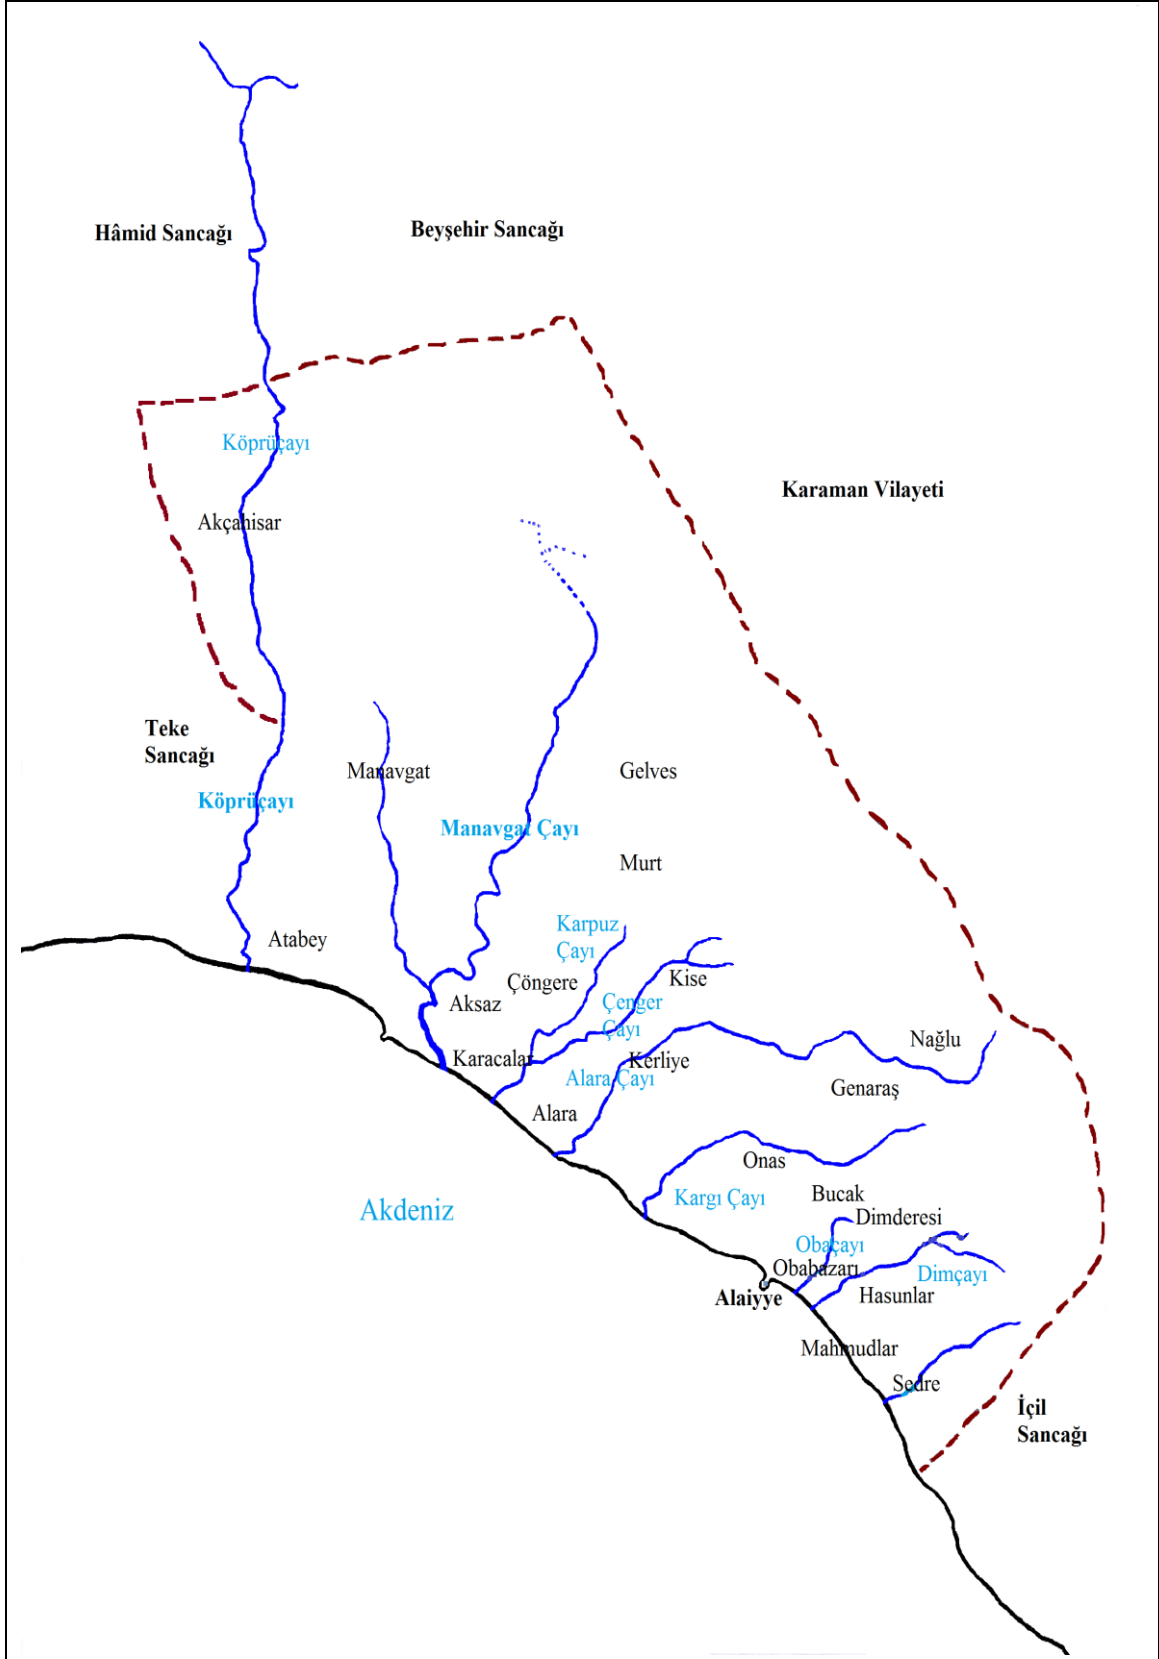 Hâmid Sancağı
Beyşehir Sancağı
Köprüçayı
Karaman Vilayeti
Akçahisar
Teke
Sancağı
Manavgat
Gelves
Köprüçayı
Manavgat Çayı
Murt
Karpuz
Çayı
Atabey
Çöngere
Kise
Aksaz
Çenger
Çayı
Nağlu
Karacalar
Kerliye
Alara Çayı
Genaraş
Alara
Onas
Kargı Çayı
Bucak
Akdeniz
Dimderesi
Obaçayı
Obabazarı
Dimçayı
Alaiyye
Hasunlar
Mahmudlar
Sedre
İçil
Sancağı